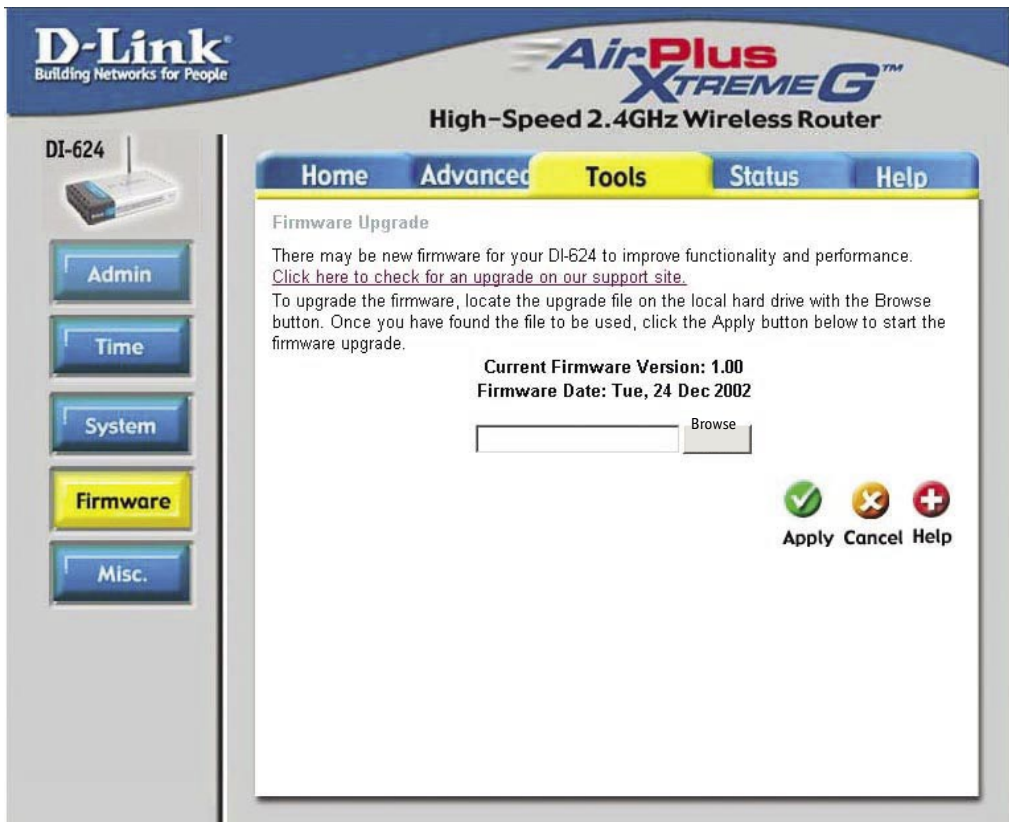 D-Link
Building Networks for People
AirPlus
XTREME G™
High-Speed 2.4GHz Wireless Router
DI-624
Home Advanced Tools Status Help
Admin
Time
System
Firmware
Misc.
Firmware Upgrade
There may be new firmware for your DI-624 to improve functionality and performance.
Click here to check for an upgrade on our support site.
To upgrade the firmware, locate the upgrade file on the local hard drive with the Browse
button. Once you have found the file to be used, click the Apply button below to start the
firmware upgrade.
Current Firmware Version: 1.00
Firmware Date: Tue, 24 Dec 2002
Browse
Apply Cancel Help